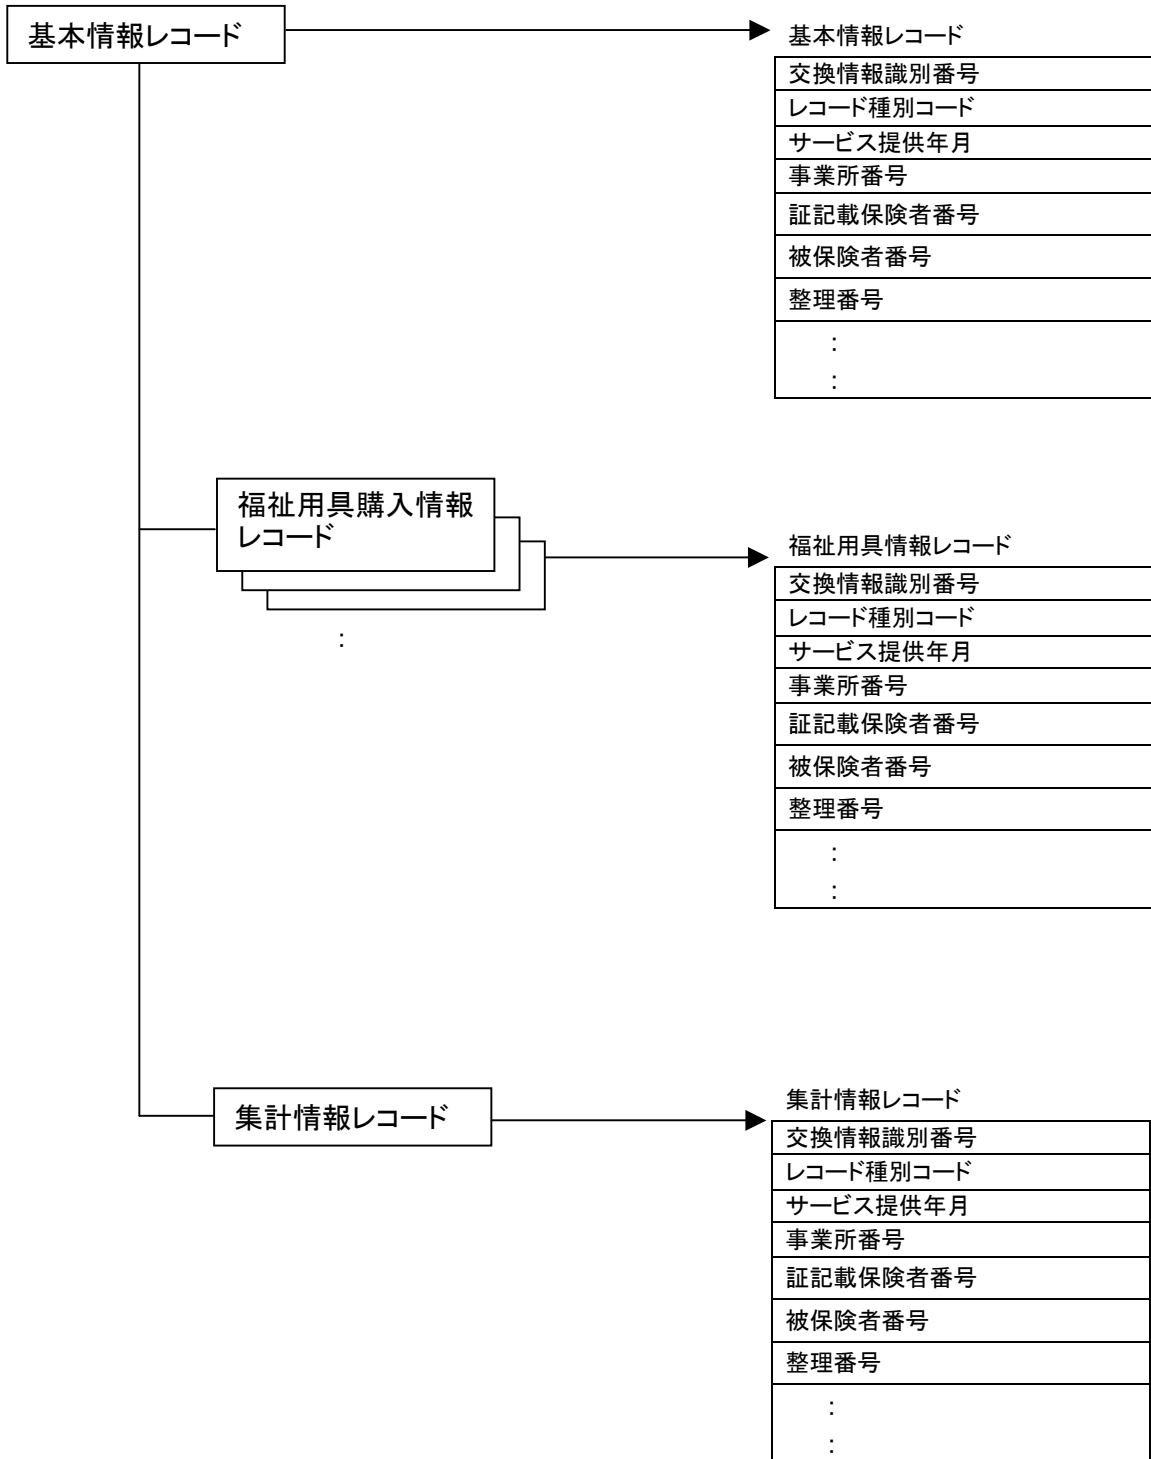 基本情報レコード
基本情報レコード
交換情報識別番号
レコード種別コード
サービス提供年月
事業所番号
証記載保険者番号
被保険者番号
整理番号
:
:
福祉用具購入情報
レコード
:
福祉用具情報レコード
交換情報識別番号
レコード種別コード
サービス提供年月
事業所番号
証記載保険者番号
被保険者番号
整理番号
:
:
集計情報レコード
集計情報レコード
交換情報識別番号
レコード種別コード
サービス提供年月
事業所番号
証記載保険者番号
被保険者番号
整理番号
:
: